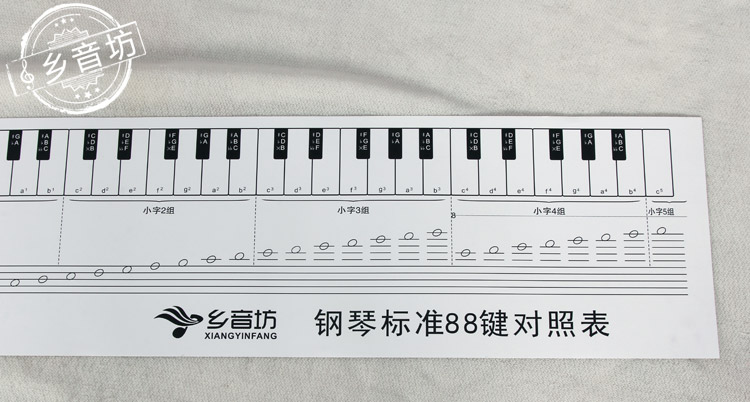 乡音坊
a¹ b¹ c² d² e² f² g² a² b² c³ d³ e³ f³ g³ a³ b³ c⁴ d⁴ e⁴ f⁴ g⁴ a⁴ b⁴ c⁵
小字2组 小字3组 小字4组 小字5组
8
乡音坊 钢琴标准88键对照表
XIANGYINFANG